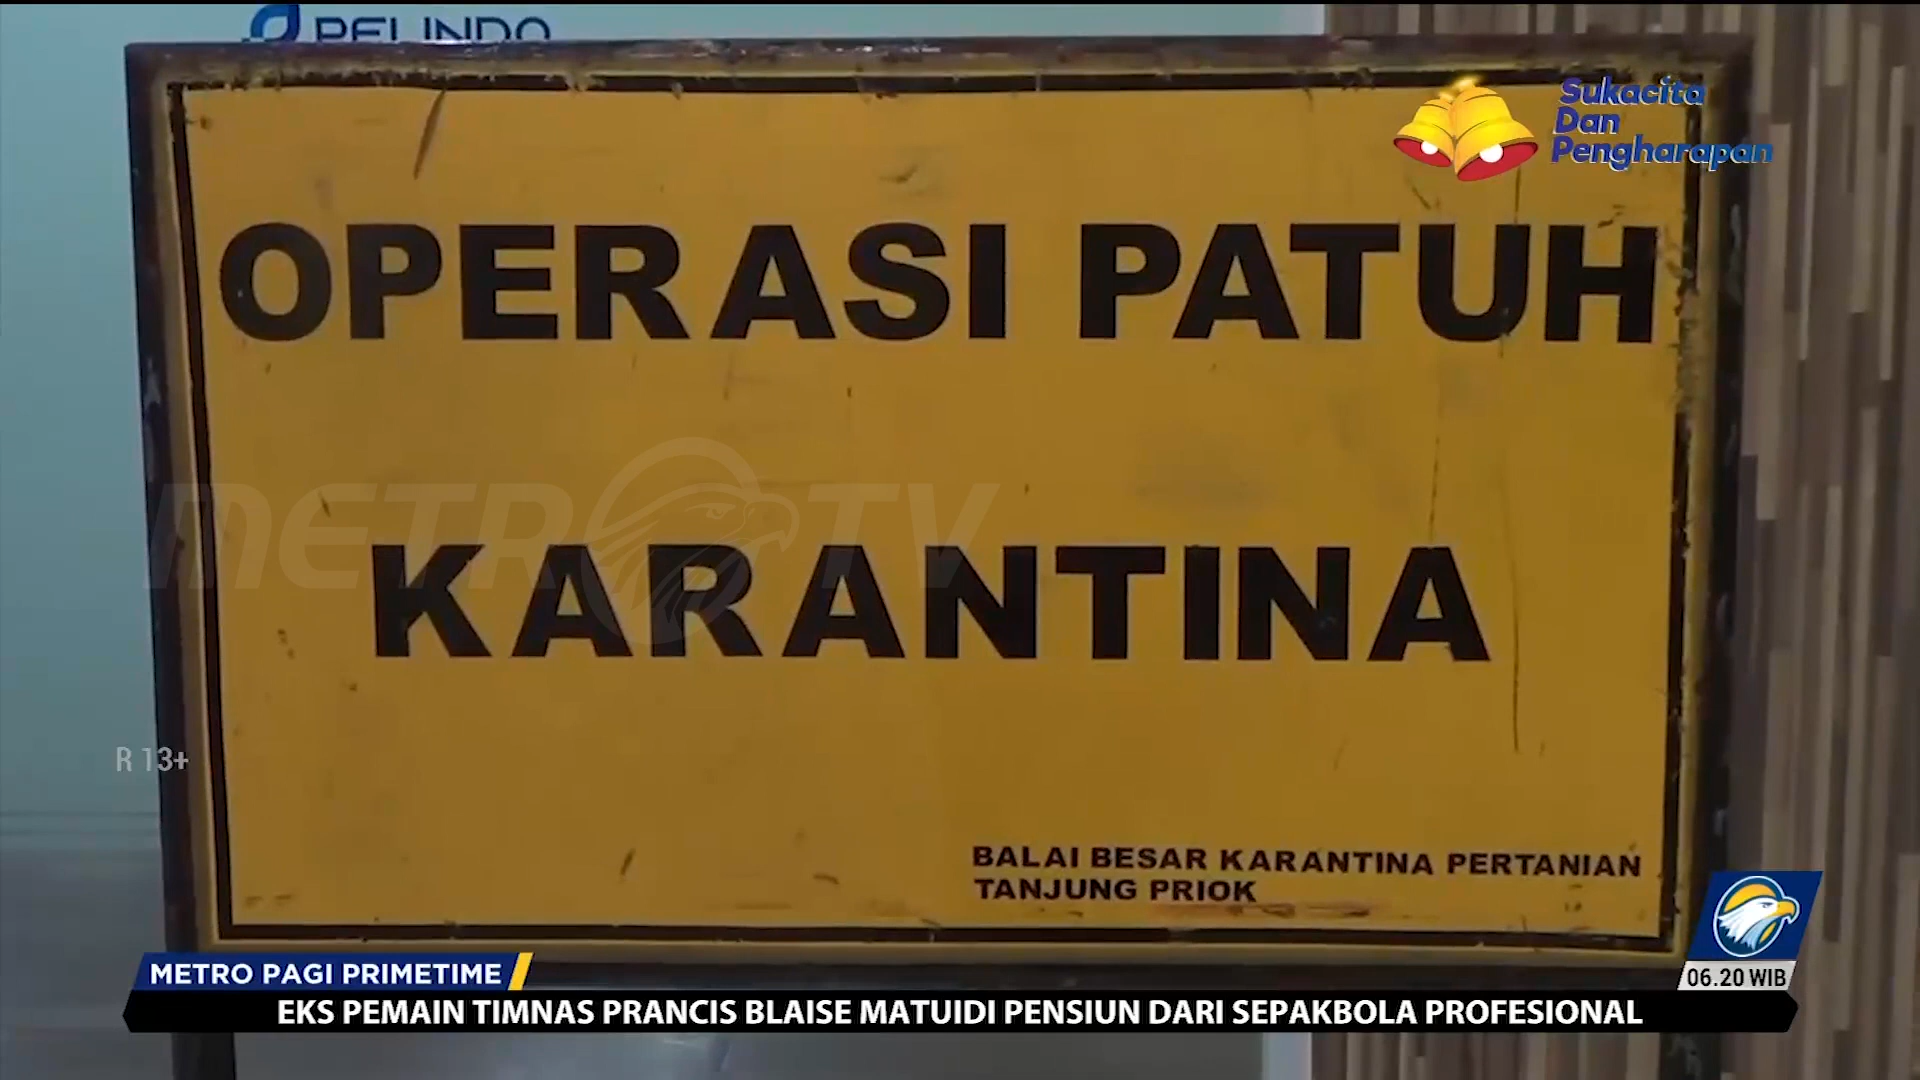 PELINDO
Sukacita
Dan
Pengharapan
OPERASI PATUH
KARANTINA
METRO TV
R 13+
BALAI BESAR KARANTINA PERTANIAN
TANJUNG PRIOK
METRO PAGI PRIMETIME
06.20 WIB
EKS PEMAIN TIMNAS PRANCIS BLAISE MATUIDI PENSIUN DARI SEPAKBOLA PROFESIONAL